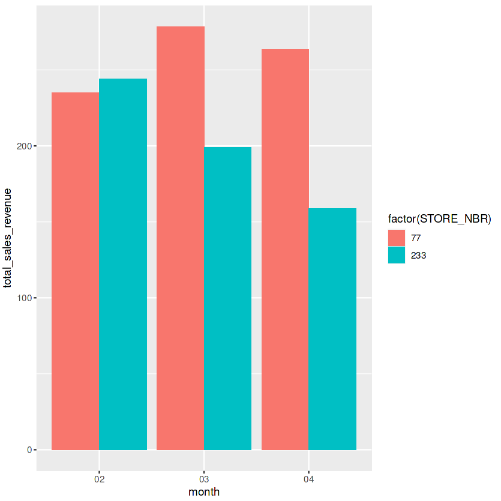 total_sales_revenue
200
100
0
02
03
04
month
factor(STORE_NBR)
77
233